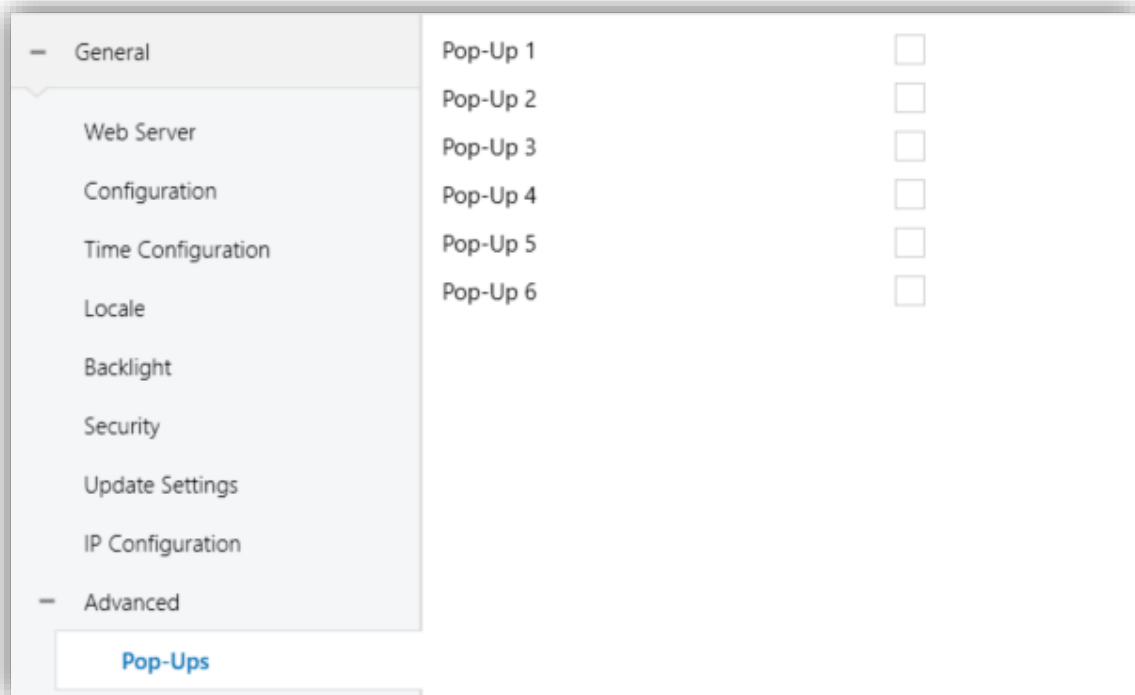 General
Web Server
Configuration
Time Configuration
Locale
Backlight
Security
Update Settings
IP Configuration
Advanced
Pop-Ups
Pop-Up 1
Pop-Up 2
Pop-Up 3
Pop-Up 4
Pop-Up 5
Pop-Up 6